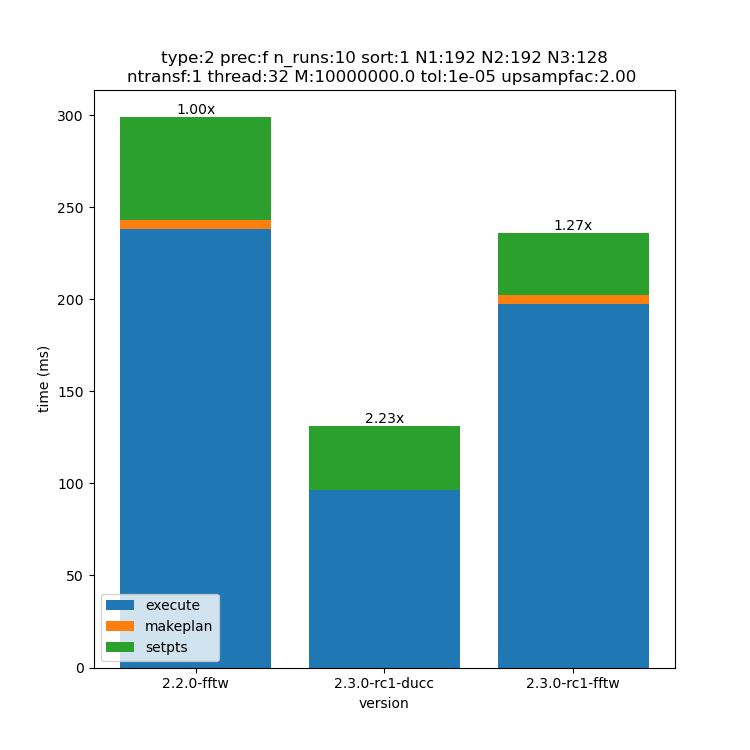 type:2 prec:f n_runs:10 sort:1 N1:192 N2:192 N3:128
ntransf:1 thread:32 M:10000000.0 tol:1e-05 upsampfac:2.00
300
250
200
150
100
50
0
time (ms)
1.00x
2.23x
1.27x
execute
makeplan
setpts
2.2.0-fftw
2.3.0-rc1-ducc
2.3.0-rc1-fftw
version